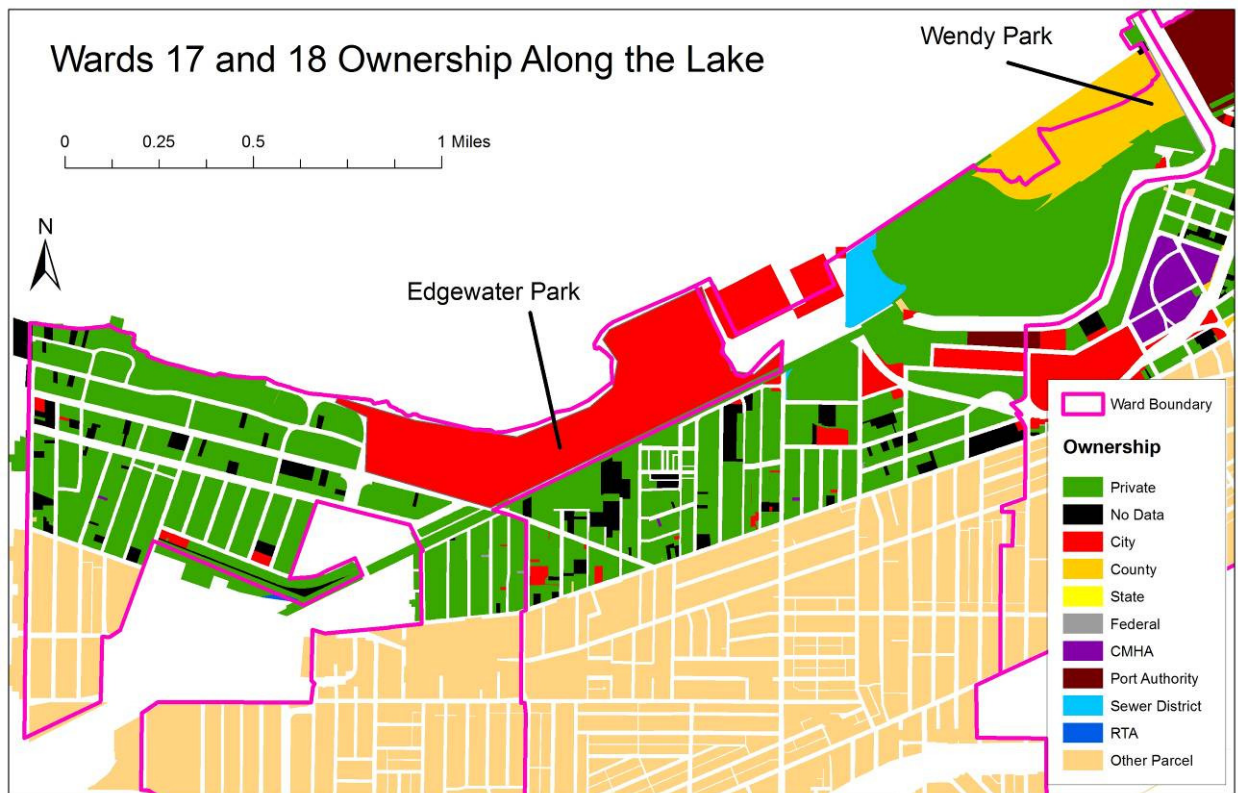 Wendy Park
Wards 17 and 18 Ownership Along the Lake
0 0.25 0.5 1 Miles
N
Edgewater Park
Ward Boundary
Ownership
Private
No Data
City
County
State
Federal
CMHA
Port Authority
Sewer District
RTA
Other Parcel